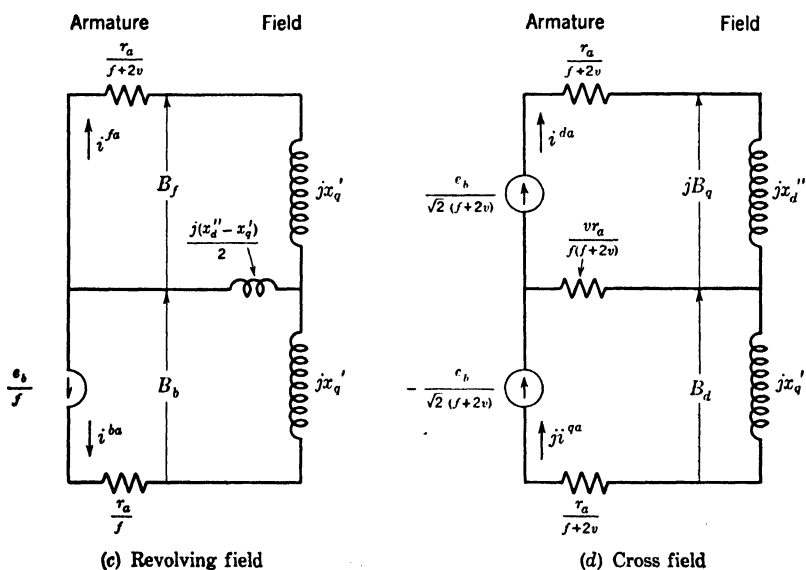 Armature Field
r_a / f+2v
i^{fa}
B_f
jx_q'
j(x_d'' - x_q') / 2
e_b / f
B_b
jx_q'
i^{ba}
r_a / f
(c) Revolving field
Armature Field
r_a / f+2v
i^{da}
e_b / √2 (f+2v)
jB_q
jx_d''
vr_a / f(f+2v)
- e_b / √2 (f+2v)
B_d
jx_q'
ji^{qa}
r_a / f+2v
(d) Cross field